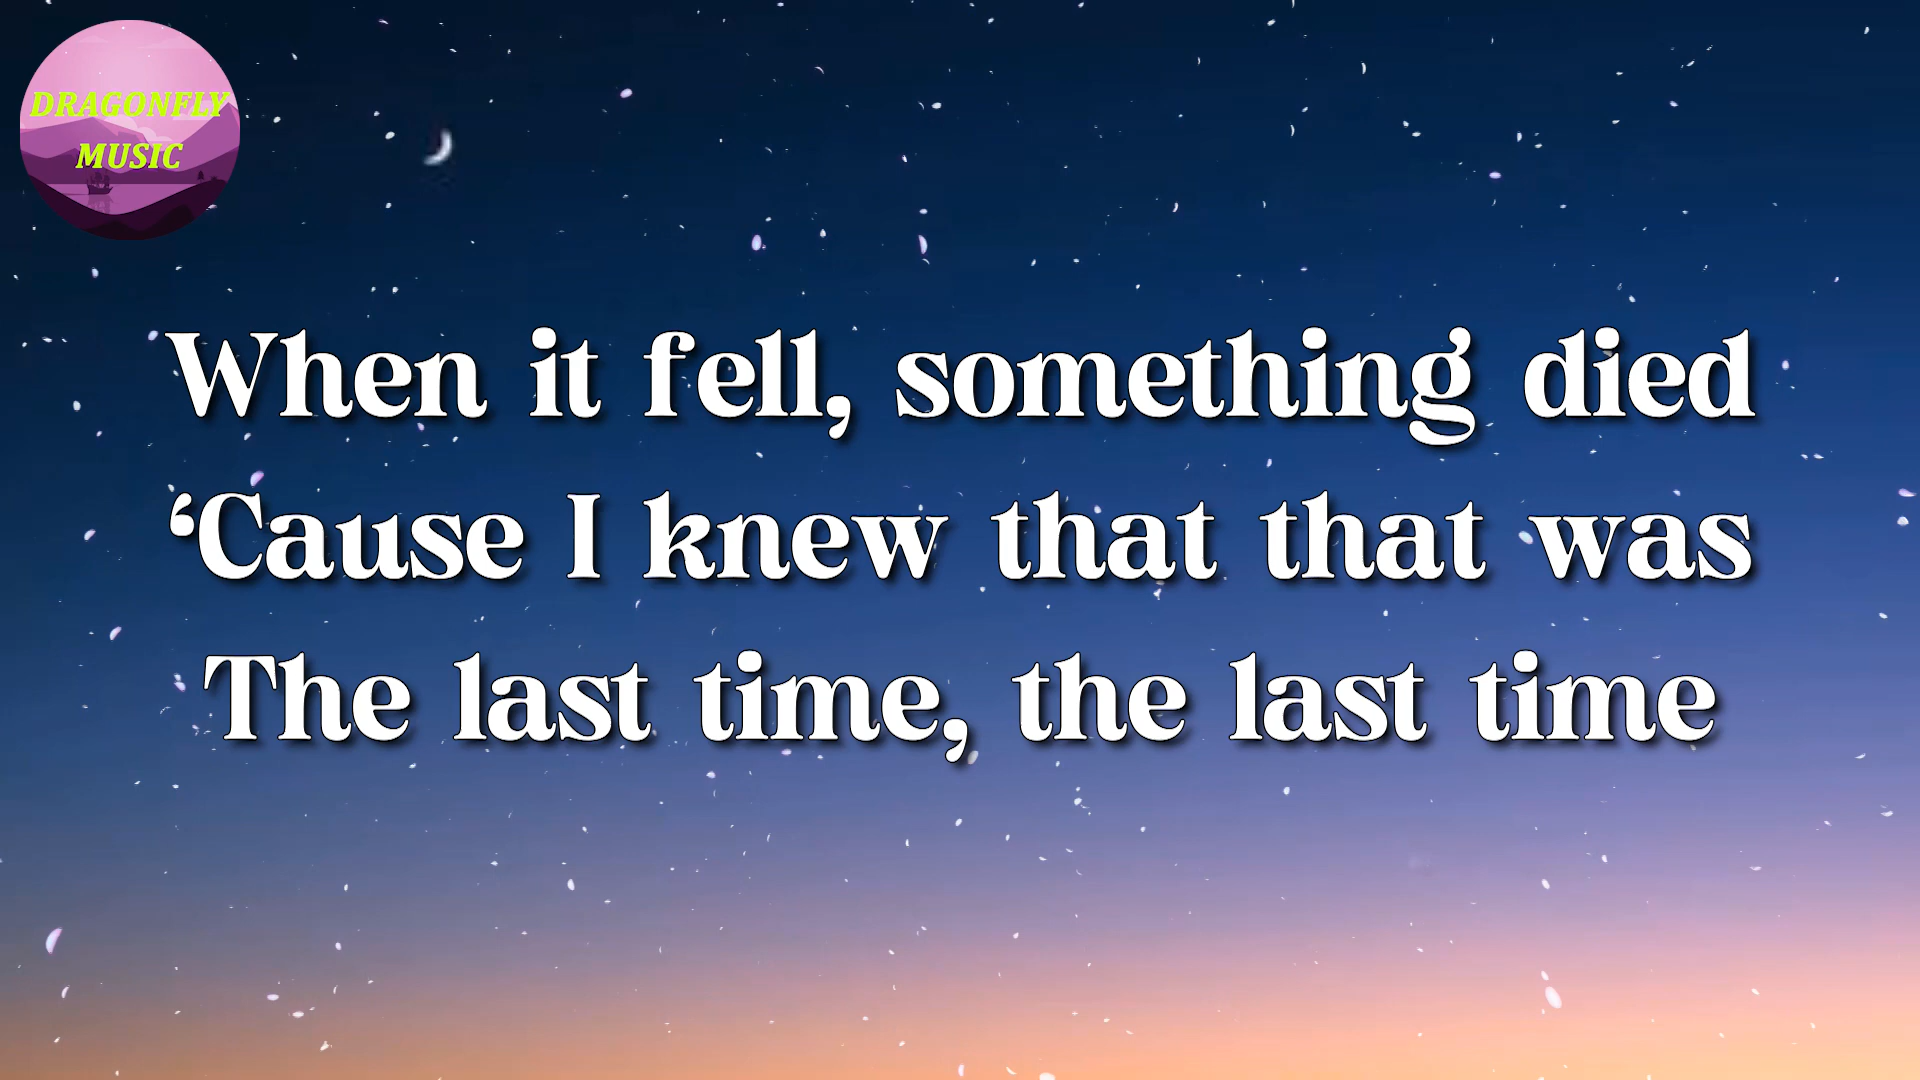 DRAGONFLY
MUSIC
When it fell, something died
‘Cause I knew that that was
The last time, the last time